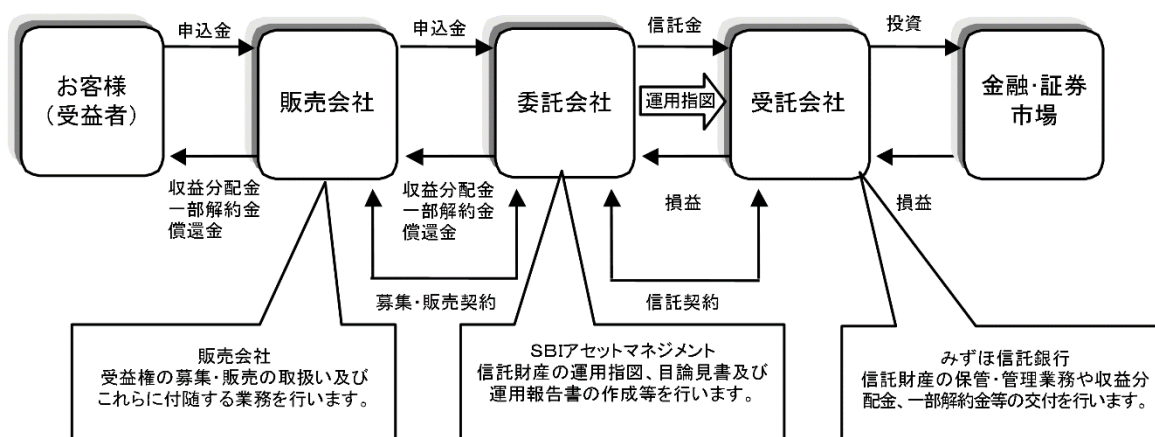 申込金
申込金
信託金
投資
お客様
（受益者）
販売会社
委託会社
運用指図
受託会社
金融・証券
市場
収益分配金
一部解約金
償還金
収益分配金
一部解約金
償還金
損益
損益
募集・販売契約
信託契約
販売会社
受益権の募集・販売の取扱い及び
これらに付随する業務を行います。
SBIアセットマネジメント
信託財産の運用指図、目論見書及び
運用報告書の作成等を行います。
みずほ信託銀行
信託財産の保管・管理業務や収益分
配金、一部解約金等の交付を行います。